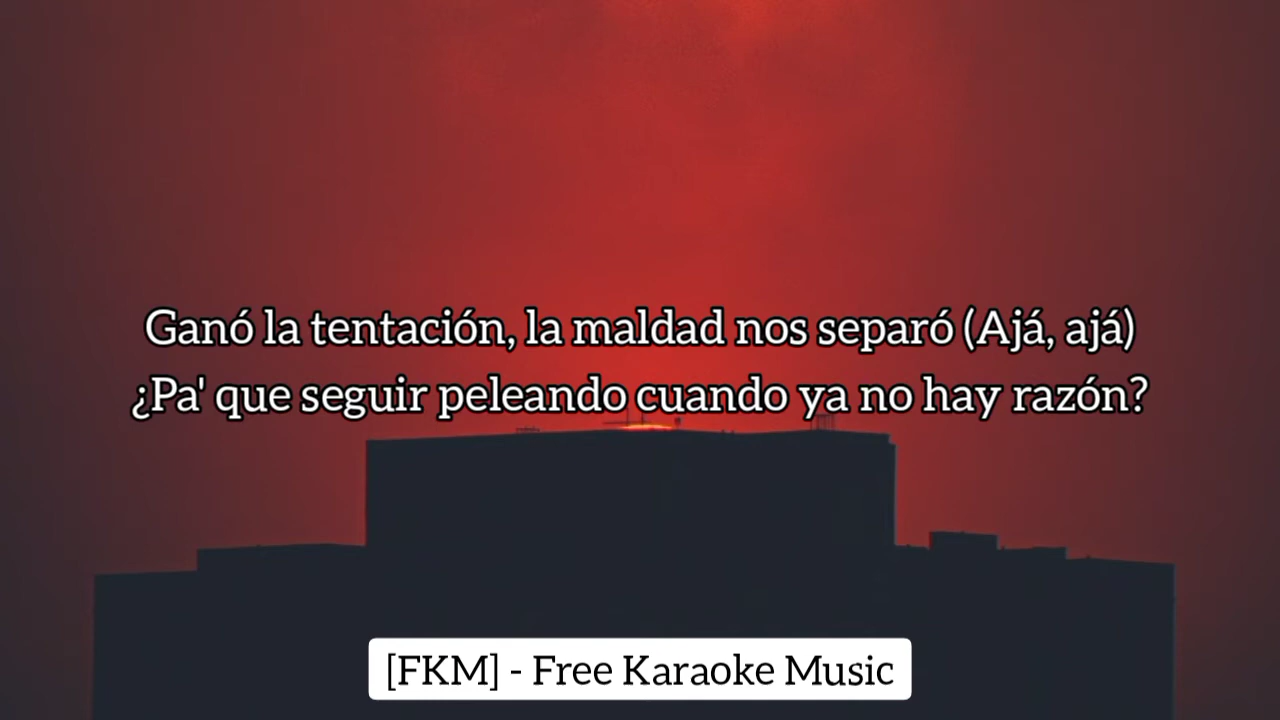 Ganó la tentación, la maldad nos separó (Ajá, ajá)
¿Pa' que seguir peleando cuando ya no hay razón?
[FKM] - Free Karaoke Music